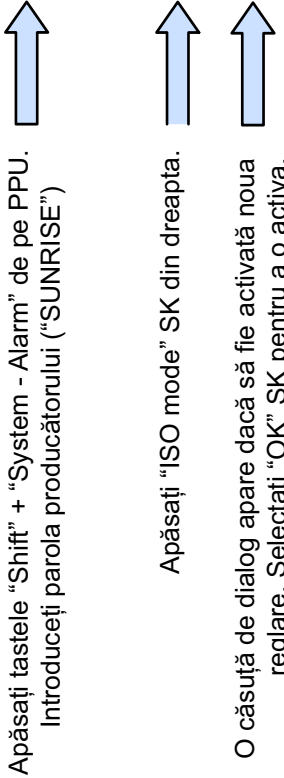 Apăsați tastele “Shift” + “System - Alarm” de pe PPU.
Introduceți parola producătorului (“SUNRISE”)
Apăsați “ISO mode” SK din dreapta.
O căsuță de dialog apare dacă să fie activată noua
reglare. Selectați “OK” SK pentru a o activa.